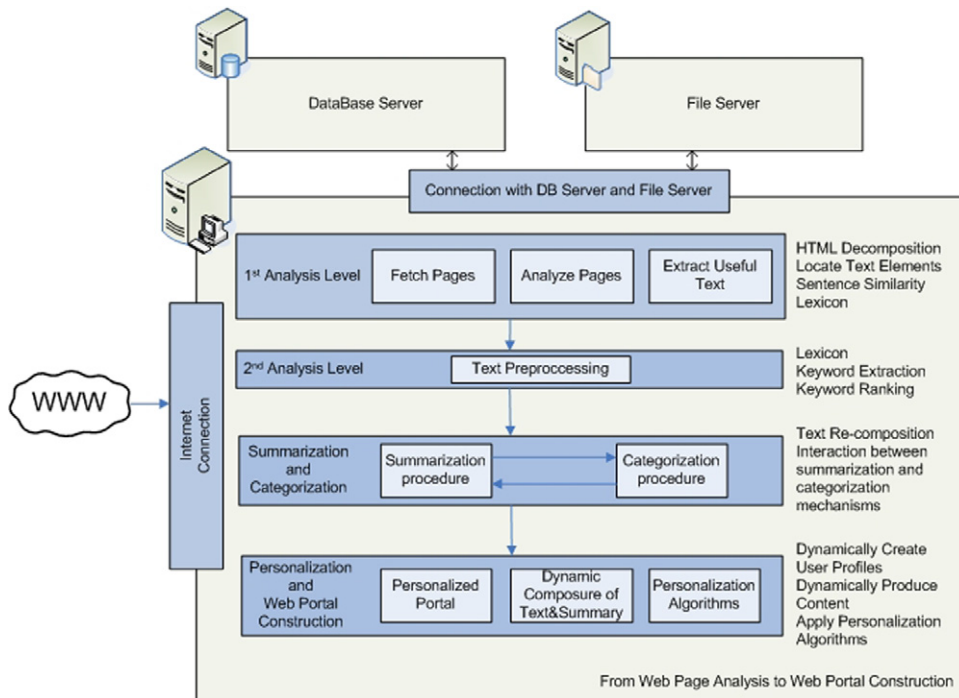 DataBase Server
File Server
Connection with DB Server and File Server
1st Analysis Level
Fetch Pages
Analyze Pages
Extract Useful
Text
HTML Decomposition
Locate Text Elements
Sentence Similarity
Lexicon
2nd Analysis Level
Text Preproccessing
Lexicon
Keyword Extraction
Keyword Ranking
WWW
Internet
Connection
Summarization
and
Categorization
Summarization
procedure
Categorization
procedure
Text Re-composition
Interaction between
summarization and
categorization
mechanisms
Personalization
and
Web Portal
Construction
Personalized
Portal
Dynamic
Composure of
Text&Summary
Personalization
Algorithms
Dynamically Create
User Profiles
Dynamically Produce
Content
Apply Personalization
Algorithms
From Web Page Analysis to Web Portal Construction